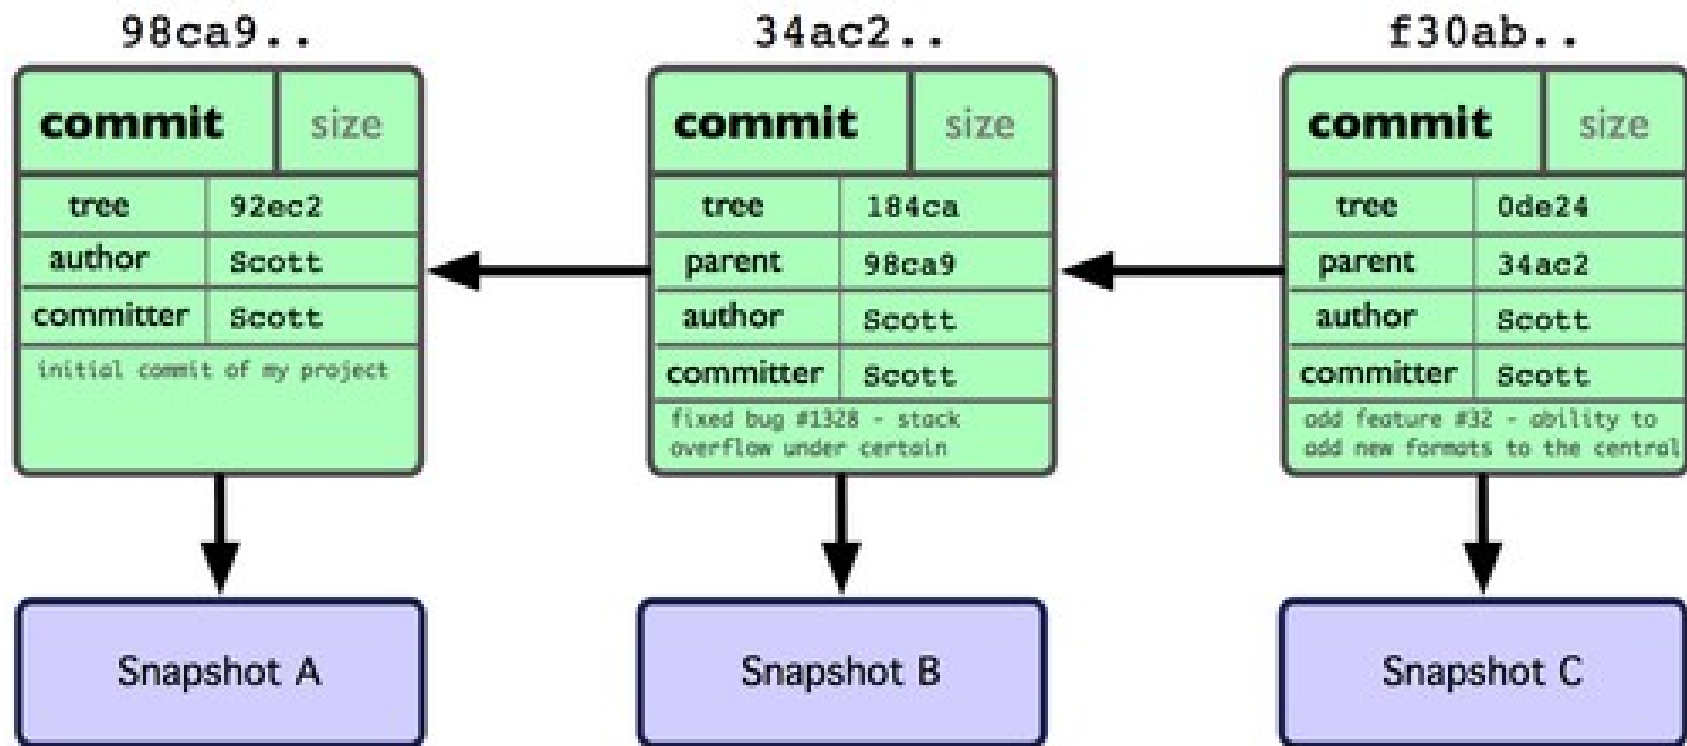 98ca9..
commit size
tree 92ec2
author Scott
committer Scott
initial commit of my project
Snapshot A
34ac2..
commit size
tree 184ca
parent 98ca9
author Scott
committer Scott
fixed bug #1328 - stack
overflow under certain
Snapshot B
f30ab..
commit size
tree 0de24
parent 34ac2
author Scott
committer Scott
add feature #32 - ability to
add new formats to the central
Snapshot C